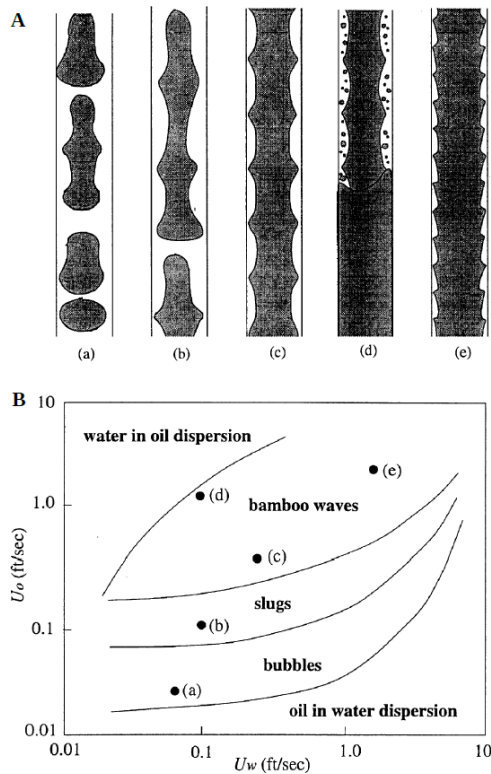 A
(a) (b) (c) (d) (e)
B
10
water in oil dispersion
(e)
(d)
bamboo waves
1.0
Uo (ft/sec)
(c)
slugs
0.1
(b)
bubbles
(a)
oil in water dispersion
0.01
0.01 0.1 1.0 10
Uw (ft/sec)